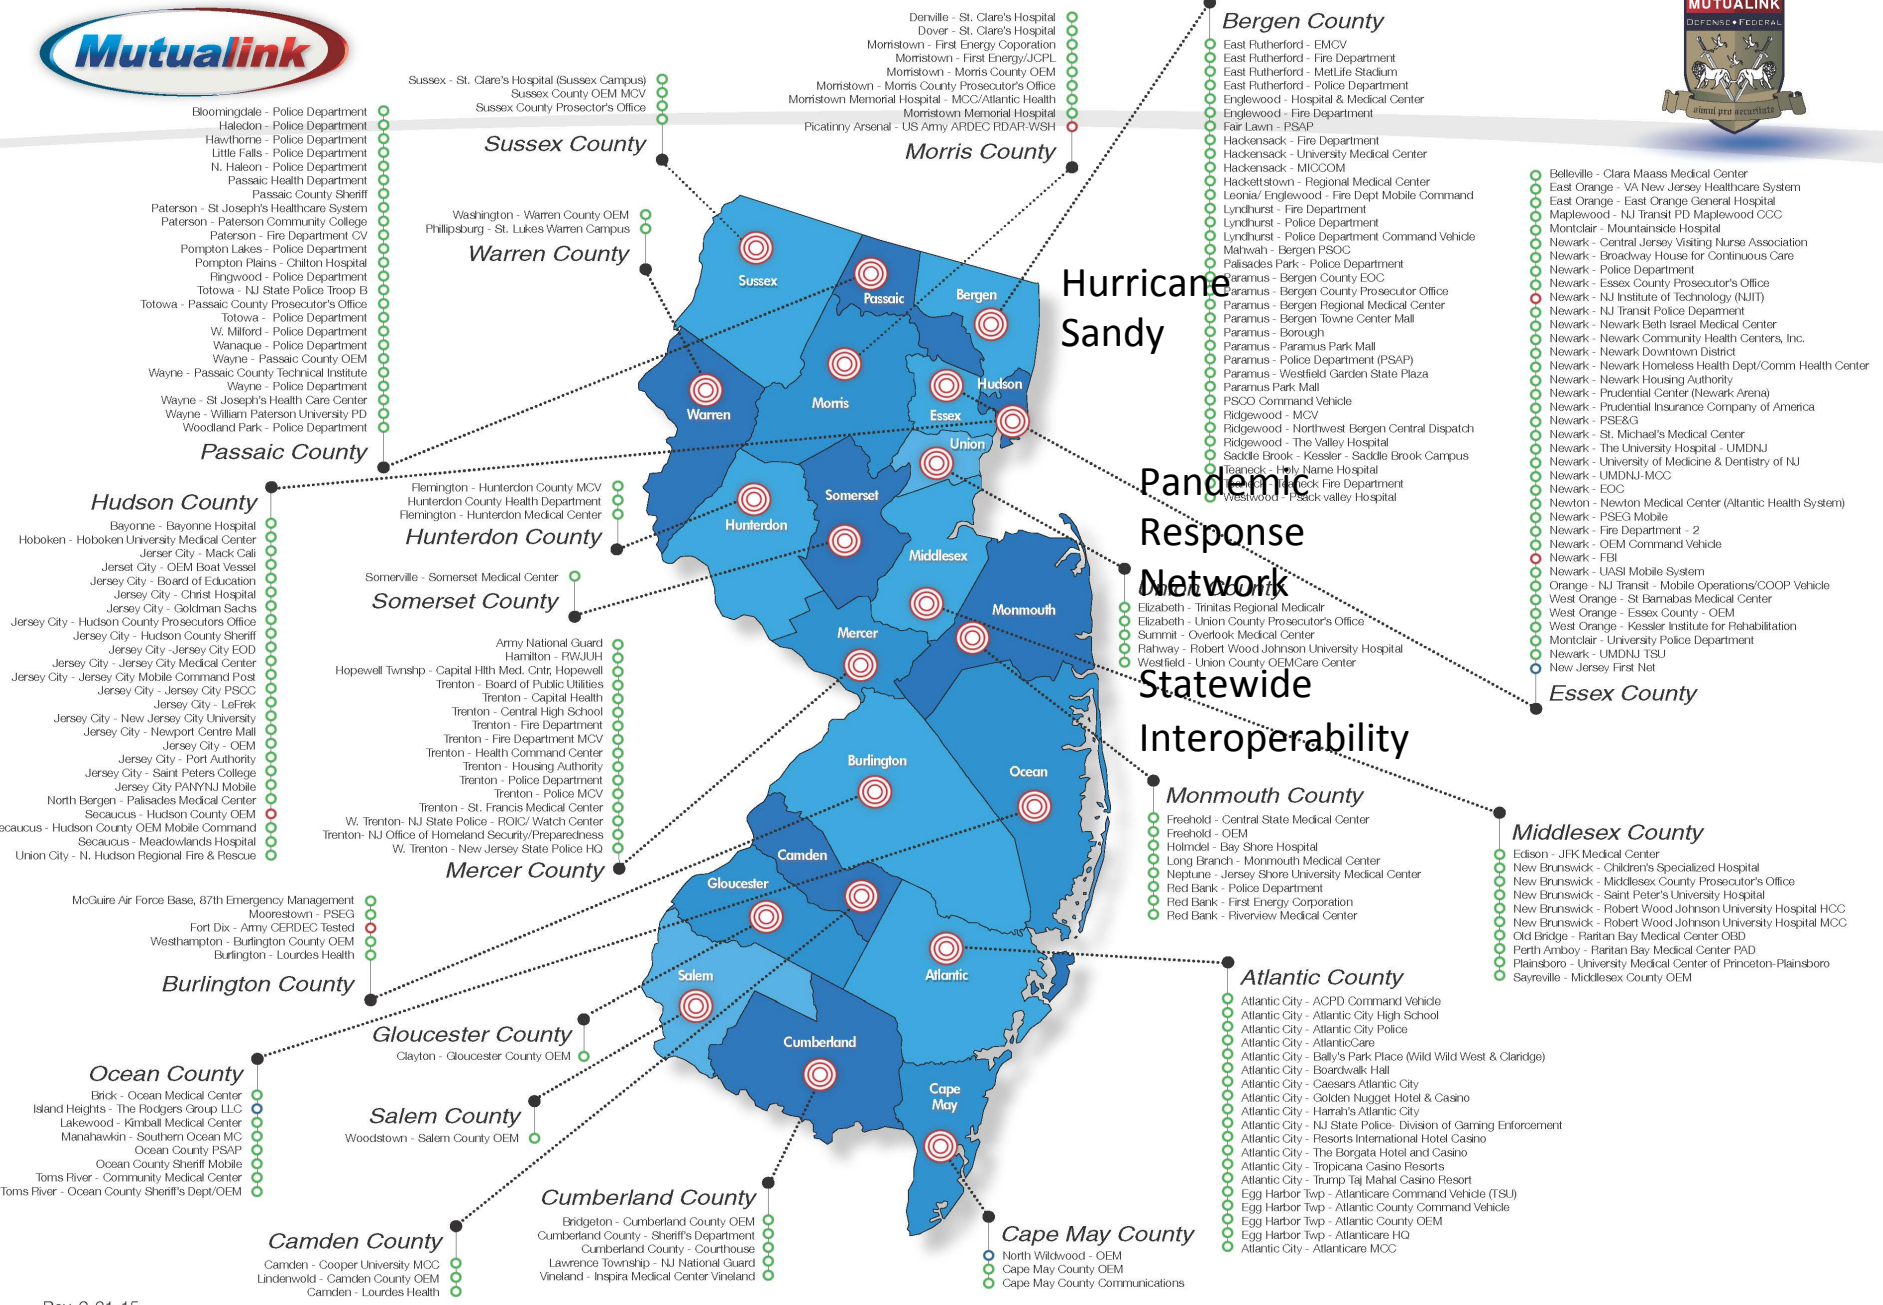 Mutualink
MUTUALINK
DEFENSE • FEDERAL
simul pro securitate
Bloomingdale - Police Department
Haledon - Police Department
Hawthorne - Police Department
Little Falls - Police Department
N. Haleon - Police Department
Passaic Health Department
Passaic County Sheriff
Paterson - St Joseph's Healthcare System
Paterson - Paterson Community College
Paterson - Fire Department CV
Pompton Lakes - Police Department
Pompton Plains - Chilton Hospital
Ringwood - Police Department
Totowa - NJ State Police Troop B
Totowa - Passaic County Prosecutor's Office
Totowa - Police Department
W. Milford - Police Department
Wanaque - Police Department
Wayne - Passaic County OEM
Wayne - Passaic County Technical Institute
Wayne - Police Department
Wayne - St Joseph's Health Care Center
Wayne - William Paterson University PD
Woodland Park - Police Department
Passaic County
Sussex - St. Clare's Hospital (Sussex Campus)
Sussex County OEM MCV
Sussex County Prosector's Office
Sussex County
Washington - Warren County OEM
Phillipsburg - St. Lukes Warren Campus
Warren County
Denville - St. Clare's Hospital
Dover - St. Clare's Hospital
Morristown - First Energy Coporation
Morristown - First Energy/JCPL
Morristown - Morris County OEM
Morristown - Morris County Prosecutor's Office
Morristown Memorial Hospital - MCC/Atlantic Health
Morristown Memorial Hospital
Picatinny Arsenal - US Army ARDEC RDAR-WSH
Morris County
Bergen County
East Rutherford - EMCV
East Rutherford - Fire Department
East Rutherford - MetLife Stadium
East Rutherford - Police Department
Englewood - Hospital & Medical Center
Englewood - Fire Department
Fair Lawn - PSAP
Hackensack - Fire Department
Hackensack - University Medical Center
Hackensack - MICCOM
Hackettstown - Regional Medical Center
Leonia/ Englewood - Fire Dept Mobile Command
Lyndhurst - Fire Department
Lyndhurst - Police Department
Lyndhurst - Police Department Command Vehicle
Mahwah - Bergen PSOC
Palisades Park - Police Department
Paramus - Bergen County EOC
Paramus - Bergen County Prosecutor Office
Paramus - Bergen Regional Medical Center
Paramus - Bergen Towne Center Mall
Paramus - Borough
Paramus - Paramus Park Mall
Paramus - Police Department (PSAP)
Paramus - Westfield Garden State Plaza
Paramus Park Mall
PSCO Command Vehicle
Ridgewood - MCV
Ridgewood - Northwest Bergen Central Dispatch
Ridgewood - The Valley Hospital
Saddle Brook - Kessler - Saddle Brook Campus
Teaneck - Holy Name Hospital
Teaneck - Teaneck Fire Department
Westwood - Psack valley Hospital
Belleville - Clara Maass Medical Center
East Orange - VA New Jersey Healthcare System
East Orange - East Orange General Hospital
Maplewood - NJ Transit PD Maplewood CCC
Montclair - Mountainside Hospital
Newark - Central Jersey Visiting Nurse Association
Newark - Broadway House for Continuous Care
Newark - Police Department
Newark - Essex County Prosecutor's Office
Newark - NJ Institute of Technology (NJIT)
Newark - NJ Transit Police Deparment
Newark - Newark Beth Israel Medical Center
Newark - Newark Community Health Centers, Inc.
Newark - Newark Downtown District
Newark - Newark Homeless Health Dept/Comm Health Center
Newark - Newark Housing Authority
Newark - Prudential Center (Newark Arena)
Newark - Prudential Insurance Company of America
Newark - PSE&G
Newark - St. Michael's Medical Center
Newark - The University Hospital - UMDNJ
Newark - University of Medicine & Dentistry of NJ
Newark - UMDNJ-MCC
Newark - EOC
Newton - Newton Medical Center (Altantic Health System)
Newark - PSEG Mobile
Newark - Fire Department - 2
Newark - OEM Command Vehicle
Newark - FBI
Newark - UASI Mobile System
Orange - NJ Transit - Mobile Operations/COOP Vehicle
West Orange - St Barnabas Medical Center
West Orange - Essex County - OEM
West Orange - Kessler Institute for Rehabilitation
Montclair - University Police Department
Newark - UMDNJ TSU
New Jersey First Net
Essex County
Hurricane
Sandy
Pandemic
Response
Network
Statewide
Interoperability
Sussex
Passaic
Bergen
Warren
Morris
Hudson
Essex
Union
Hunterdon
Somerset
Middlesex
Mercer
Monmouth
Burlington
Ocean
Camden
Gloucester
Salem
Atlantic
Cumberland
Cape
May
Hudson County
Bayonne - Bayonne Hospital
Hoboken - Hoboken University Medical Center
Jerser City - Mack Cali
Jerset City - OEM Boat Vessel
Jersey City - Board of Education
Jersey City - Christ Hospital
Jersey City - Goldman Sachs
Jersey City - Hudson County Prosecutors Office
Jersey City - Hudson County Sheriff
Jersey City -Jersey City EOD
Jersey City - Jersey City Medical Center
Jersey City - Jersey City Mobile Command Post
Jersey City - Jersey City PSCC
Jersey City - LeFrek
Jersey City - New Jersey City University
Jersey City - Newport Centre Mall
Jersey City - OEM
Jersey City - Port Authority
Jersey City - Saint Peters College
Jersey City PANYNJ Mobile
North Bergen - Palisades Medical Center
Secaucus - Hudson County OEM
ecaucus - Hudson County OEM Mobile Command
Secaucus - Meadowlands Hospital
Union City - N. Hudson Regional Fire & Rescue
Flemington - Hunterdon County MCV
Hunterdon County Health Department
Flemington - Hunterdon Medical Center
Hunterdon County
Somerville - Somerset Medical Center
Somerset County
Army National Guard
Hamilton - RWJUH
Hopewell Twnshp - Capital Hlth Med. Cntr, Hopewell
Trenton - Board of Public Utilities
Trenton - Capital Health
Trenton - Central High School
Trenton - Fire Department
Trenton - Fire Department MCV
Trenton - Health Command Center
Trenton - Housing Authority
Trenton - Police Department
Trenton - Police MCV
Trenton - St. Francis Medical Center
W. Trenton- NJ State Police - ROIC/ Watch Center
Trenton- NJ Office of Homeland Security/Preparedness
W. Trenton - New Jersey State Police HQ
Mercer County
Union County
Elizabeth - Trinitas Regional Medicalr
Elizabeth - Union County Prosecutor's Office
Summit - Overlook Medical Center
Rahway - Robert Wood Johnson University Hospital
Westfield - Union County OEMCare Center
Monmouth County
Freehold - Central State Medical Center
Freehold - OEM
Holmdel - Bay Shore Hospital
Long Branch - Monmouth Medical Center
Neptune - Jersey Shore University Medical Center
Red Bank - Police Department
Red Bank - First Energy Corporation
Red Bank - Riverview Medical Center
Middlesex County
Edison - JFK Medical Center
New Brunswick - Children's Specialized Hospital
New Brunswick - Middlesex County Prosecutor's Office
New Brunswick - Saint Peter's University Hospital
New Brunswick - Robert Wood Johnson University Hospital HCC
New Brunswick - Robert Wood Johnson University Hospital MCC
Old Bridge - Raritan Bay Medical Center OBD
Perth Amboy - Raritan Bay Medical Center PAD
Plainsboro - University Medical Center of Princeton-Plainsboro
Sayreville - Middlesex County OEM
McGuire Air Force Base, 87th Emergency Management
Moorestown - PSEG
Fort Dix - Army CERDEC Tested
Westhampton - Burlington County OEM
Burlington - Lourdes Health
Burlington County
Gloucester County
Clayton - Gloucester County OEM
Ocean County
Brick - Ocean Medical Center
Island Heights - The Rodgers Group LLC
Lakewood - Kimball Medical Center
Manahawkin - Southern Ocean MC
Ocean County PSAP
Ocean County Sheriff Mobile
Toms River - Community Medical Center
Toms River - Ocean County Sheriff's Dept/OEM
Salem County
Woodstown - Salem County OEM
Camden County
Camden - Cooper University MCC
Lindenwold - Camden County OEM
Camden - Lourdes Health
Cumberland County
Bridgeton - Cumberland County OEM
Cumberland County - Sheriff's Department
Cumberland County - Courthouse
Lawrence Township - NJ National Guard
Vineland - Inspira Medical Center Vineland
Cape May County
North Wildwood - OEM
Cape May County OEM
Cape May County Communications
Atlantic County
Atlantic City - ACPD Command Vehicle
Atlantic City - Atlantic City High School
Atlantic City - Atlantic City Police
Atlantic City - AtlanticCare
Atlantic City - Bally's Park Place (Wild Wild West & Claridge)
Atlantic City - Boardwalk Hall
Atlantic City - Caesars Atlantic City
Atlantic City - Golden Nugget Hotel & Casino
Atlantic City - Harrah's Atlantic City
Atlantic City - NJ State Police- Division of Gaming Enforcement
Atlantic City - Resorts International Hotel Casino
Atlantic City - The Borgata Hotel and Casino
Atlantic City - Tropicana Casino Resorts
Atlantic City - Trump Taj Mahal Casino Resort
Egg Harbor Twp - Atlanticare Command Vehicle (TSU)
Egg Harbor Twp - Atlantic County Command Vehicle
Egg Harbor Twp - Atlantic County OEM
Egg Harbor Twp - Atlanticare HQ
Atlantic City - Atlanticare MCC